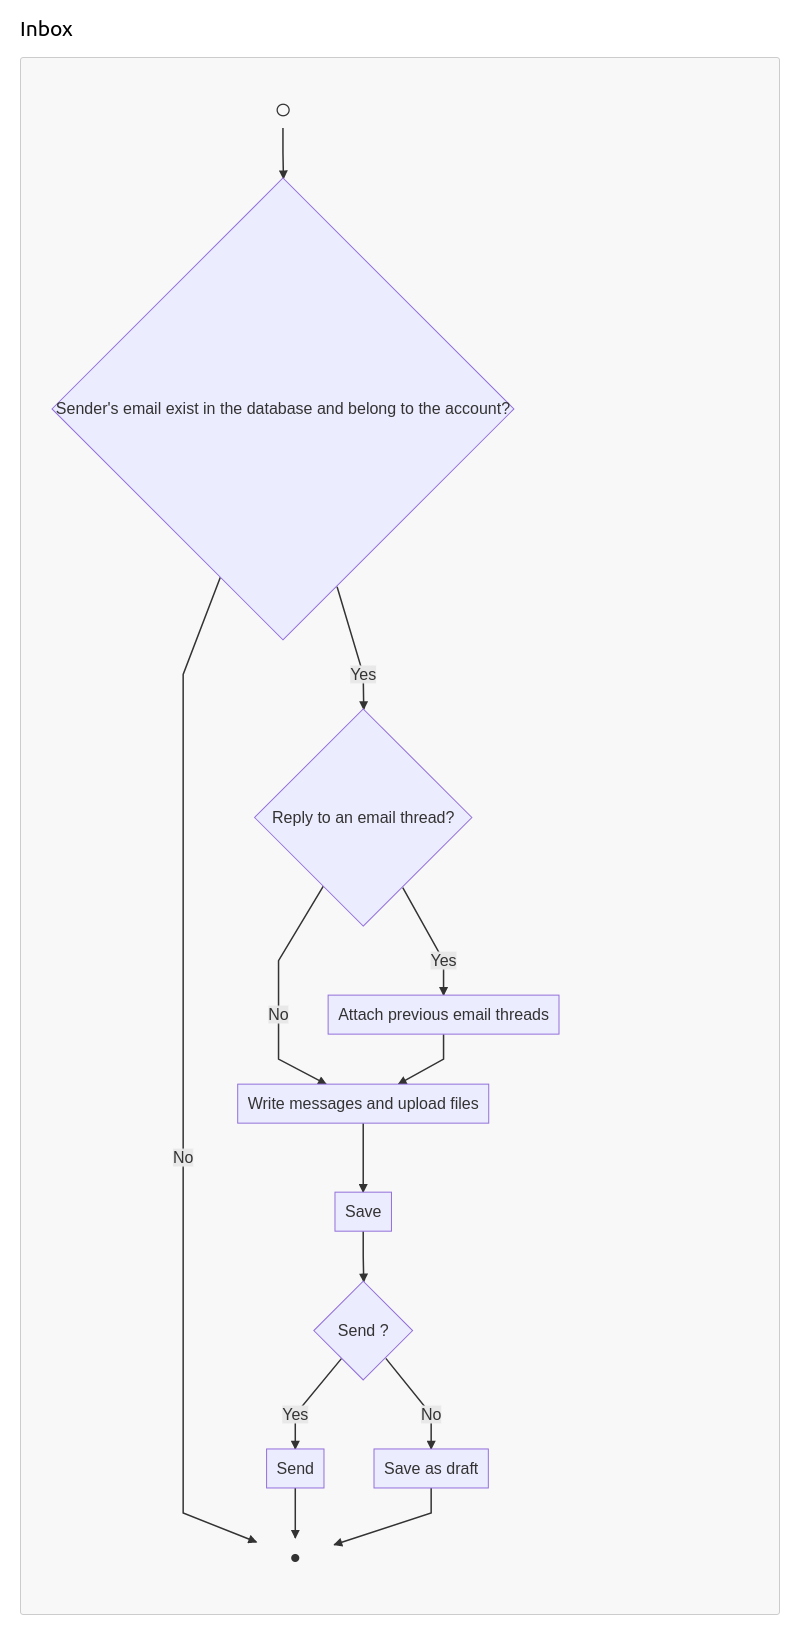 Inbox
Sender's email exist in the database and belong to the account?
Yes
Reply to an email thread?
Yes
No
Attach previous email threads
Write messages and upload files
No
Save
Send ?
Yes
No
Send
Save as draft